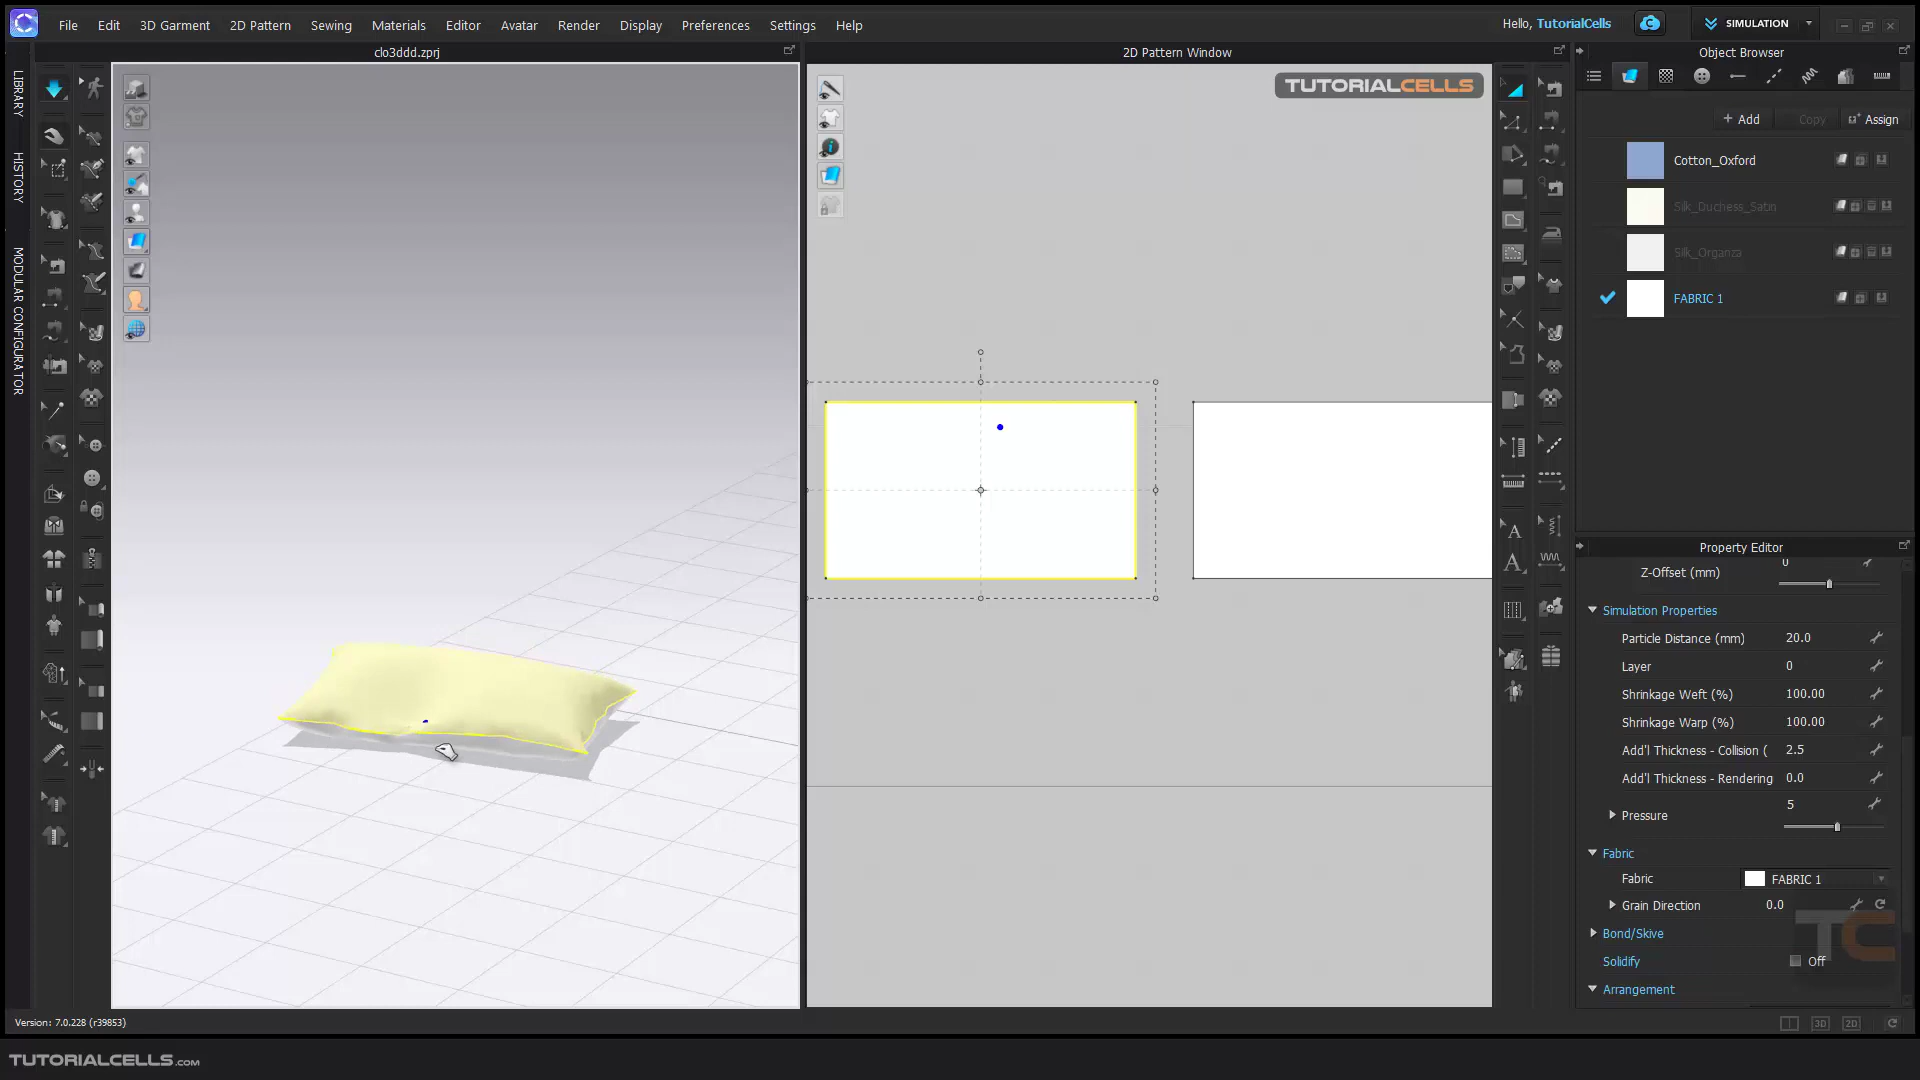 File Edit 3D Garment 2D Pattern Sewing Materials Editor Avatar Render Display Preferences Settings Help
Hello, TutorialCells
SIMULATION
clo3ddd.zprj
2D Pattern Window
Object Browser
LIBRARY
HISTORY
MODULAR CONFIGURATOR
TUTORIALCELLS
+ Add Copy Assign
Cotton_Oxford
Silk_Duchess_Satin
Silk_Organza
FABRIC 1
A
A
Property Editor
Z-Offset (mm) 0
Simulation Properties
Particle Distance (mm) 20.0
Layer 0
Shrinkage Weft (%) 100.00
Shrinkage Warp (%) 100.00
Add'l Thickness - Collision ( 2.5
Add'l Thickness - Rendering 0.0
Pressure 5
Fabric
Fabric FABRIC 1
Grain Direction 0.0
Bond/Skive
Solidify Off
Arrangement
TC
Version: 7.0.228 (r39853)
3D 2D
TUTORIALCELLS.com